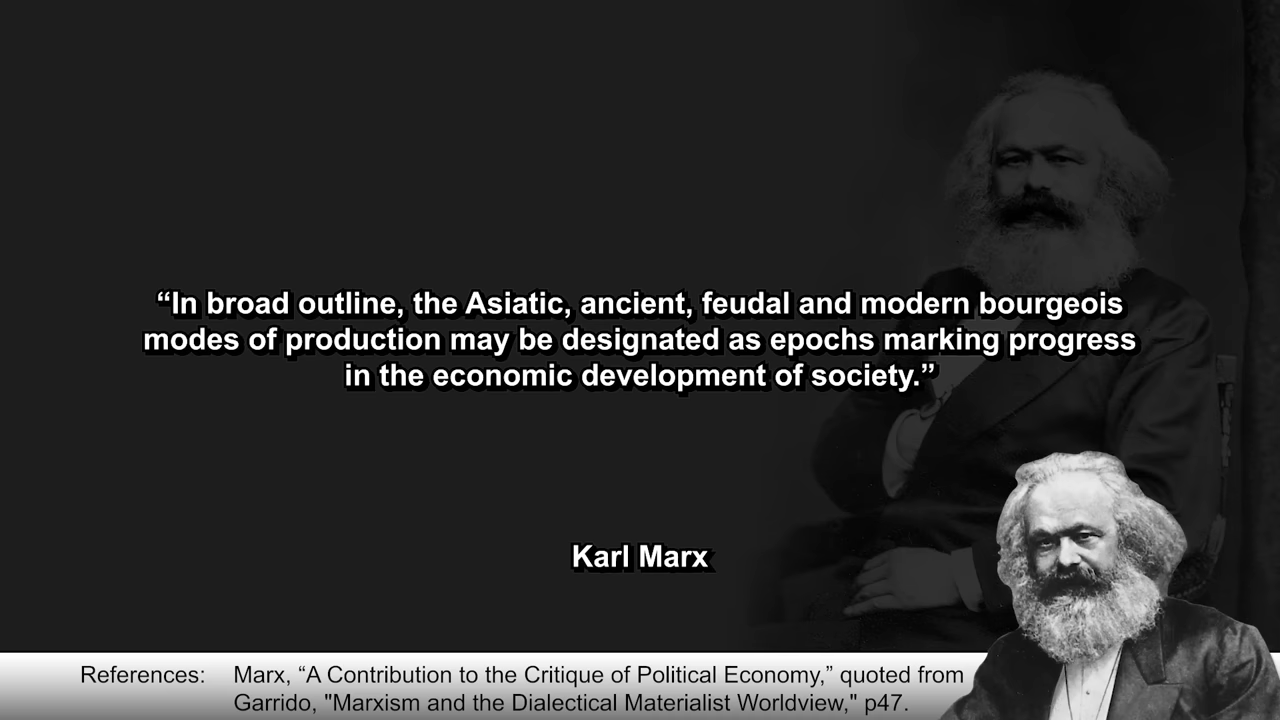 “In broad outline, the Asiatic, ancient, feudal and modern bourgeois
modes of production may be designated as epochs marking progress
in the economic development of society.”
Karl Marx
References: Marx, “A Contribution to the Critique of Political Economy,” quoted from
Garrido, "Marxism and the Dialectical Materialist Worldview," p47.